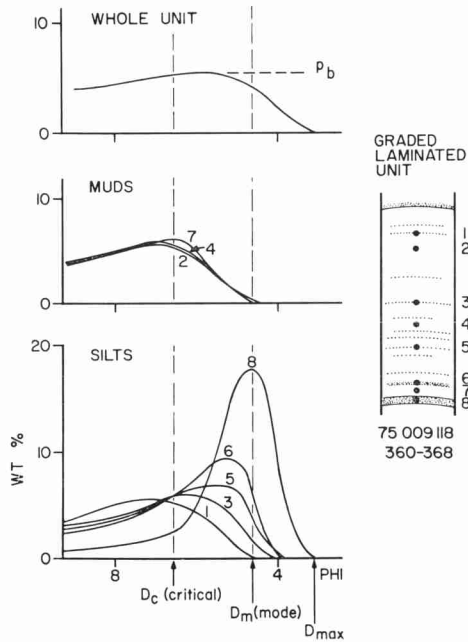 WHOLE UNIT
10
0
P_b
MUDS
10
0
7
4
2
SILTS
20
10
0
WT %
8
6
5
3
1
8
4
PHI
D_c (critical)
D_m (mode)
D_max
GRADED
LAMINATED
UNIT
1
2
3
4
5
6
7
8
75 009 118
360-368